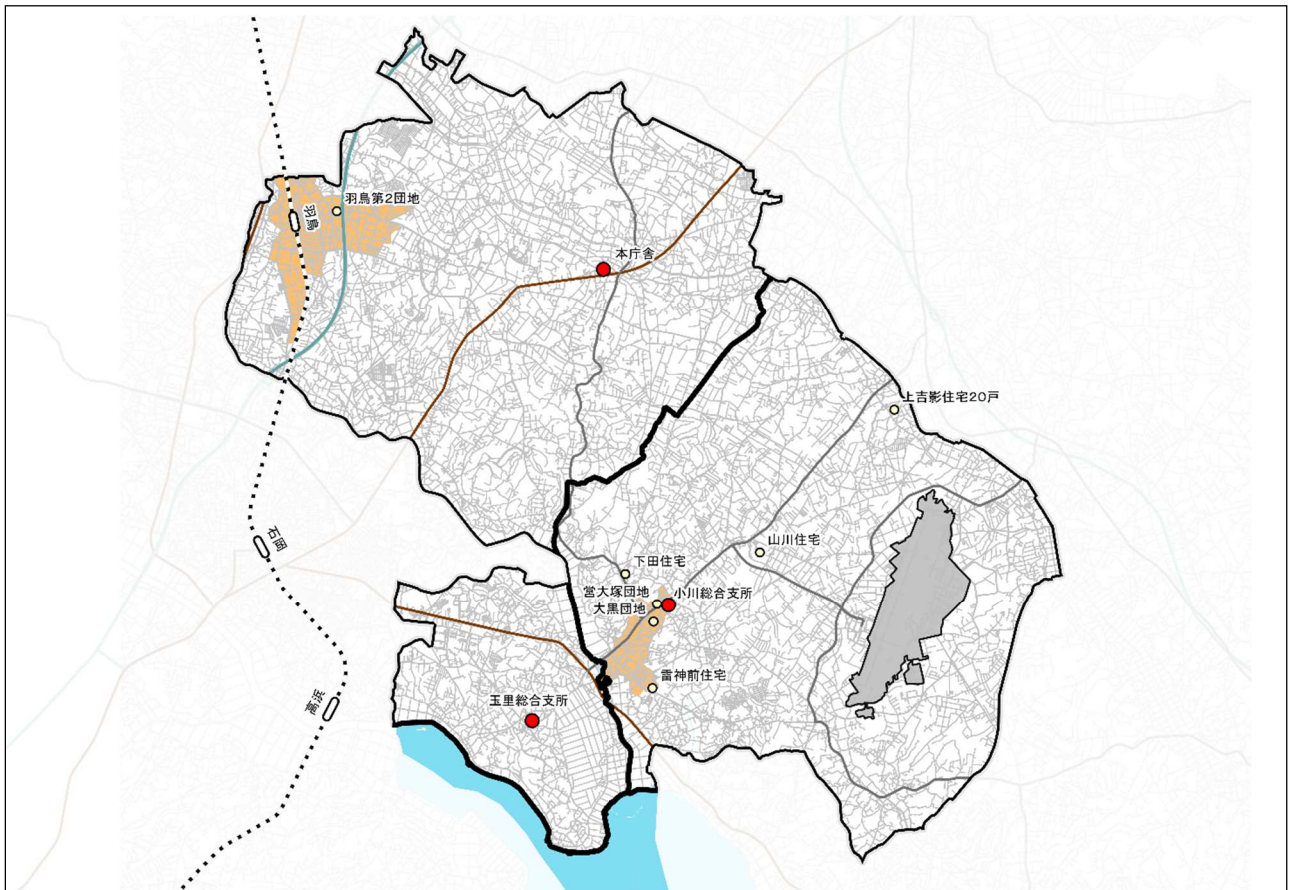 羽鳥第2団地
羽鳥
本庁舎
上吉影住宅20戸
石岡
山川住宅
下田住宅
営大塚団地
小川総合支所
大黒団地
雷神前住宅
高浜
玉里総合支所